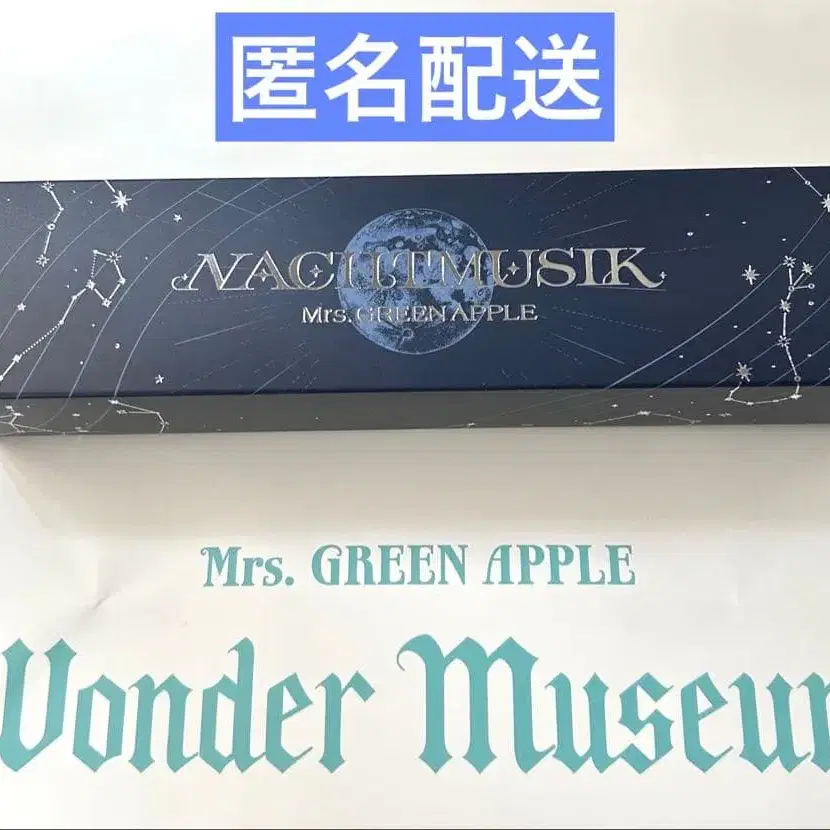 匿名配送
NACHTMUSIK
Mrs. GREEN APPLE
Mrs. GREEN APPLE
Wonder Museum